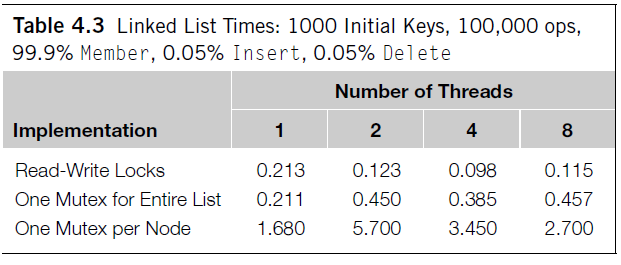 Table 4.3 Linked List Times: 1000 Initial Keys, 100,000 ops,
99.9% Member, 0.05% Insert, 0.05% Delete
Number of Threads
Implementation 1 2 4 8
Read-Write Locks 0.213 0.123 0.098 0.115
One Mutex for Entire List 0.211 0.450 0.385 0.457
One Mutex per Node 1.680 5.700 3.450 2.700